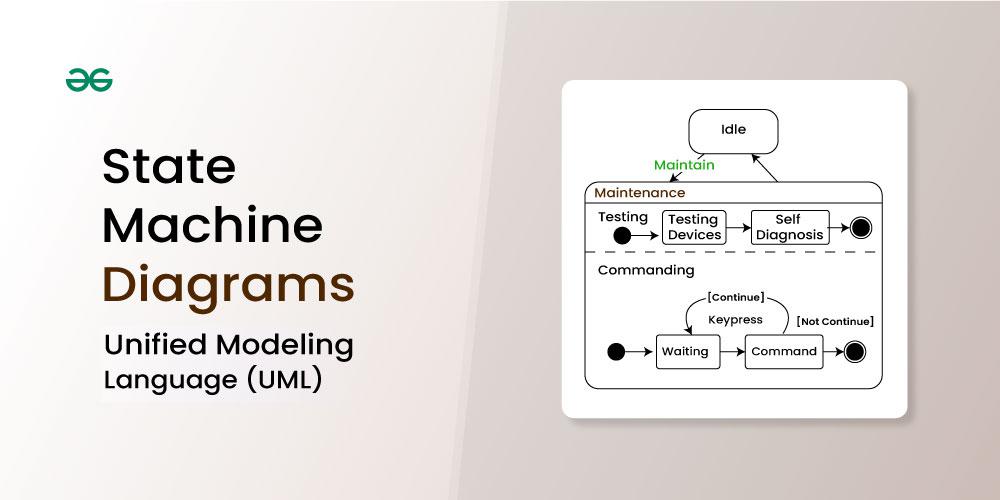 State
Machine
Diagrams
Unified Modeling
Language (UML)
Idle
Maintain
Maintenance
Testing
Testing
Devices
Self
Diagnosis
Commanding
[Continue]
Keypress
[Not Continue]
Waiting
Command